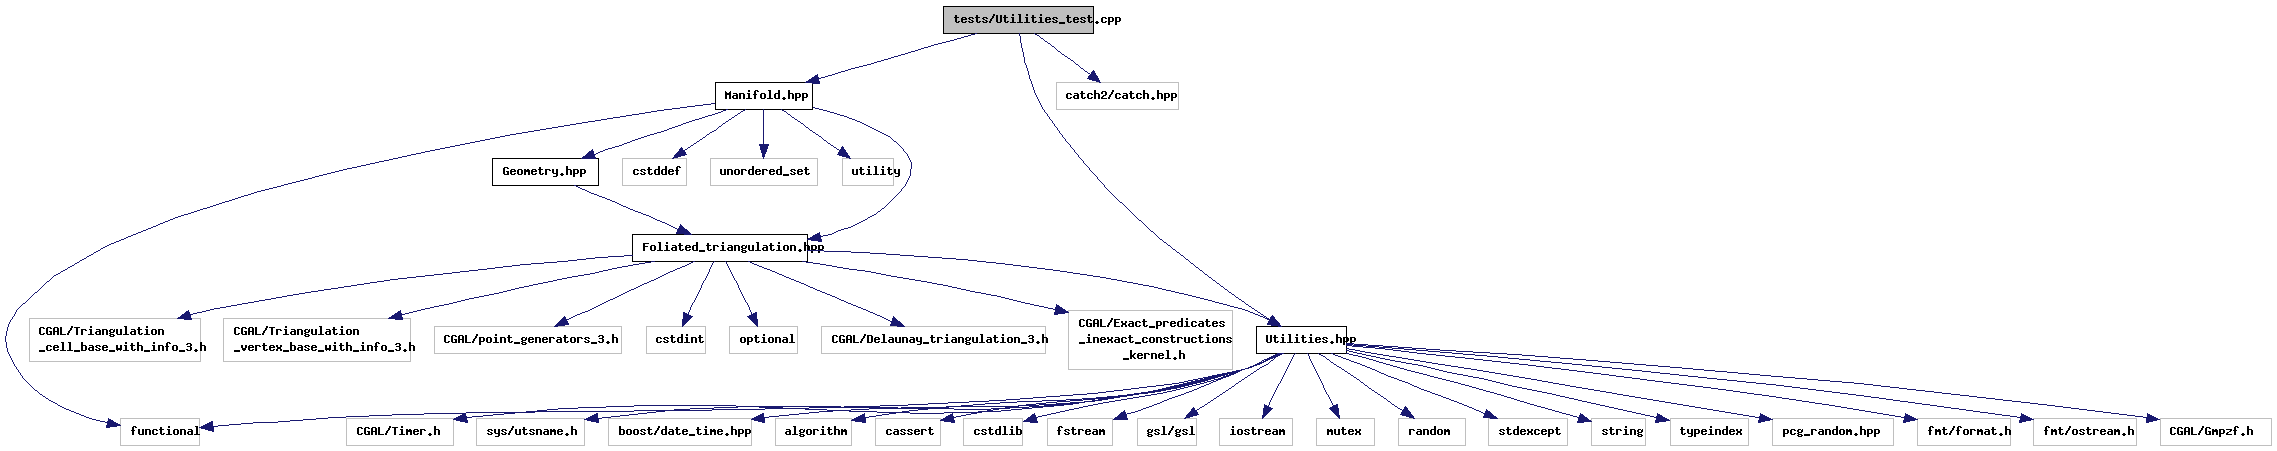 tests/Utilities_test.cpp
Manifold.hpp
catch2/catch.hpp
Geometry.hpp
cstddef
unordered_set
utility
Foliated_triangulation.hpp
CGAL/Triangulation
_cell_base_with_info_3.h
CGAL/Triangulation
_vertex_base_with_info_3.h
CGAL/point_generators_3.h
cstdint
optional
CGAL/Delaunay_triangulation_3.h
CGAL/Exact_predicates
_inexact_constructions
_kernel.h
Utilities.hpp
functional
CGAL/Timer.h
sys/utsname.h
boost/date_time.hpp
algorithm
cassert
cstdlib
fstream
gsl/gsl
iostream
mutex
random
stdexcept
string
typeindex
pcg_random.hpp
fmt/format.h
fmt/ostream.h
CGAL/Gmpzf.h